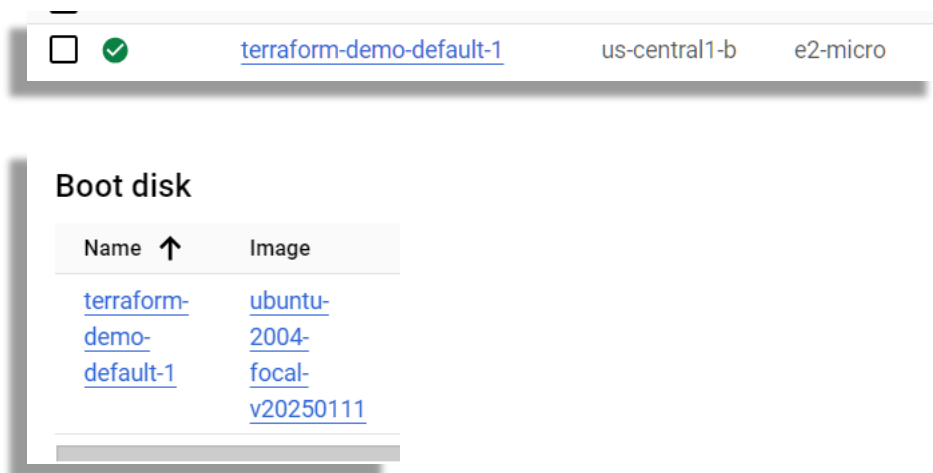 terraform-demo-default-1 us-central1-b e2-micro
Boot disk
Name Image
terraform- ubuntu-
demo- 2004-
default-1 focal-
v20250111